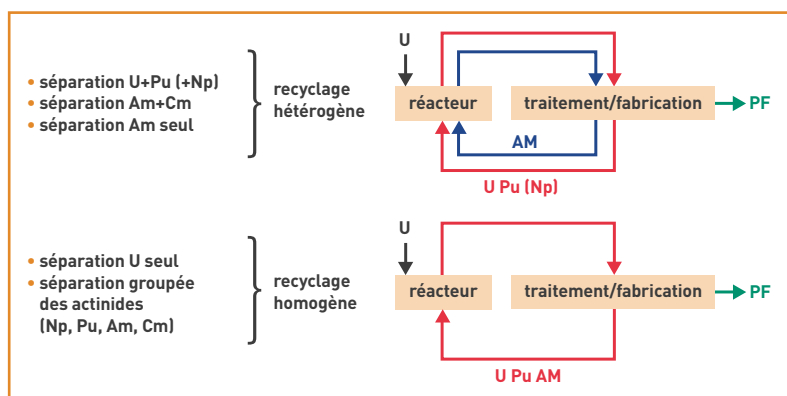 • séparation U+Pu (+Np)
• séparation Am+Cm
• séparation Am seul
recyclage
hétérogène
U
réacteur
traitement/fabrication
PF
AM
U Pu (Np)
• séparation U seul
• séparation groupée
des actinides
(Np, Pu, Am, Cm)
recyclage
homogène
U
réacteur
traitement/fabrication
PF
U Pu AM